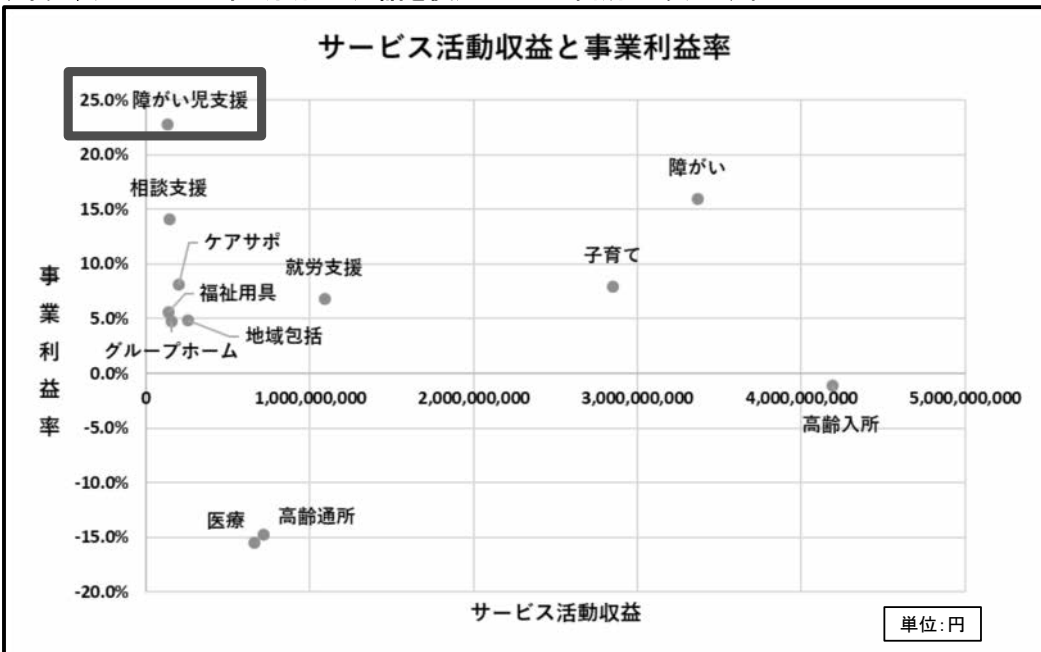 サービス活動収益と事業利益率
25.0%
障がい児支援
20.0%
障がい
相談支援
15.0%
ケアサポ
子育て
就労支援
10.0%
福祉用具
5.0%
地域包括
グループホーム
0.0%
0
1,000,000,000
2,000,000,000
3,000,000,000
4,000,000,000
5,000,000,000
高齢入所
-5.0%
-10.0%
医療
高齢通所
-15.0%
-20.0%
事業利益率
サービス活動収益
単位:円